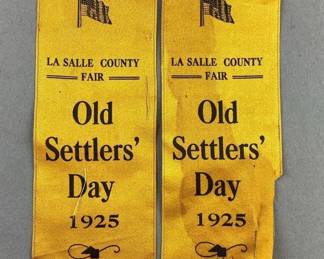 LA SALLE COUNTY
FAIR
Old
Settlers'
Day
1925
LA SALLE COUNTY
FAIR
Old
Settlers'
Day
1925